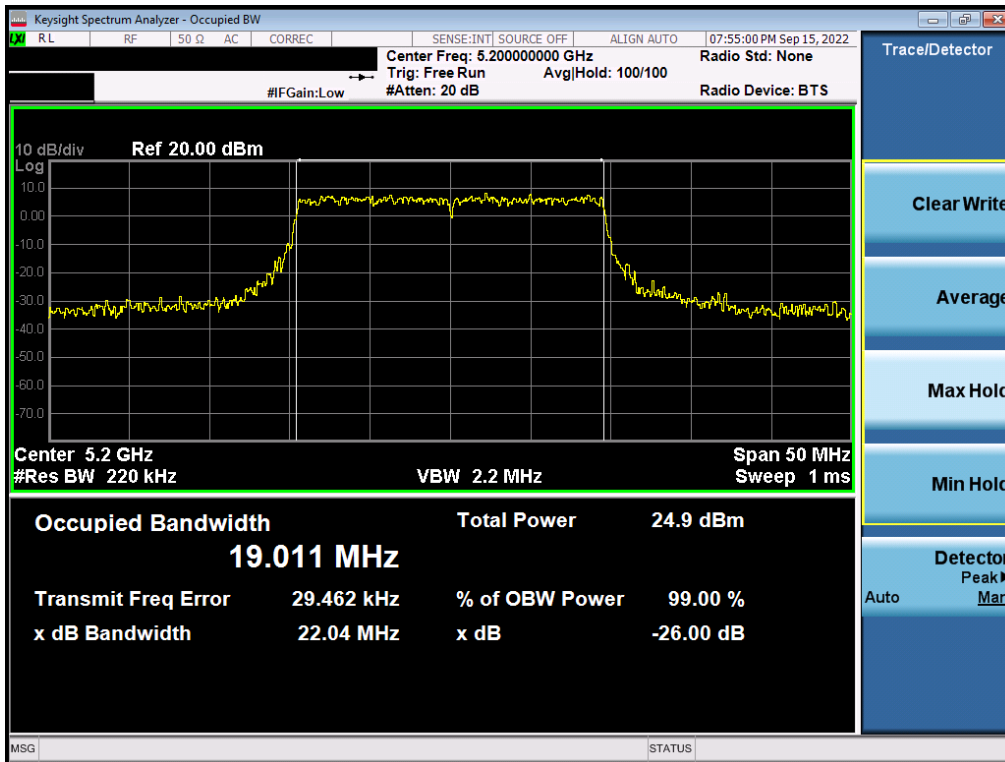 Keysight Spectrum Analyzer - Occupied BW
LXI RL RF 50 Ω AC CORREC SENSE:INT SOURCE OFF ALIGN AUTO 07:55:00 PM Sep 15, 2022
Center Freq: 5.200000000 GHz Radio Std: None
Trig: Free Run Avg|Hold: 100/100
#IFGain:Low #Atten: 20 dB Radio Device: BTS
10 dB/div Ref 20.00 dBm
Log
10.0
0.00
-10.0
-20.0
-30.0
-40.0
-50.0
-60.0
-70.0
Center 5.2 GHz Span 50 MHz
#Res BW 220 kHz VBW 2.2 MHz Sweep 1 ms
Occupied Bandwidth Total Power 24.9 dBm
19.011 MHz
Transmit Freq Error 29.462 kHz % of OBW Power 99.00 %
x dB Bandwidth 22.04 MHz x dB -26.00 dB
MSG STATUS
Trace/Detector
Clear Write
Average
Max Hold
Min Hold
Detector
Peak
Auto Man